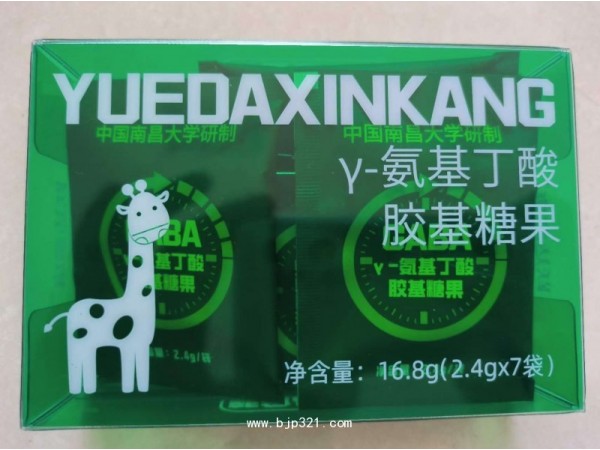 YUEDAXINKANG
中国南昌大学研制
中国南昌大学研制
γ-氨基丁酸
胶基糖果
GABA
γ-氨基丁酸
胶基糖果
2.4g/
净含量：16.8g(2.4gx7袋)
www.bjp321.com